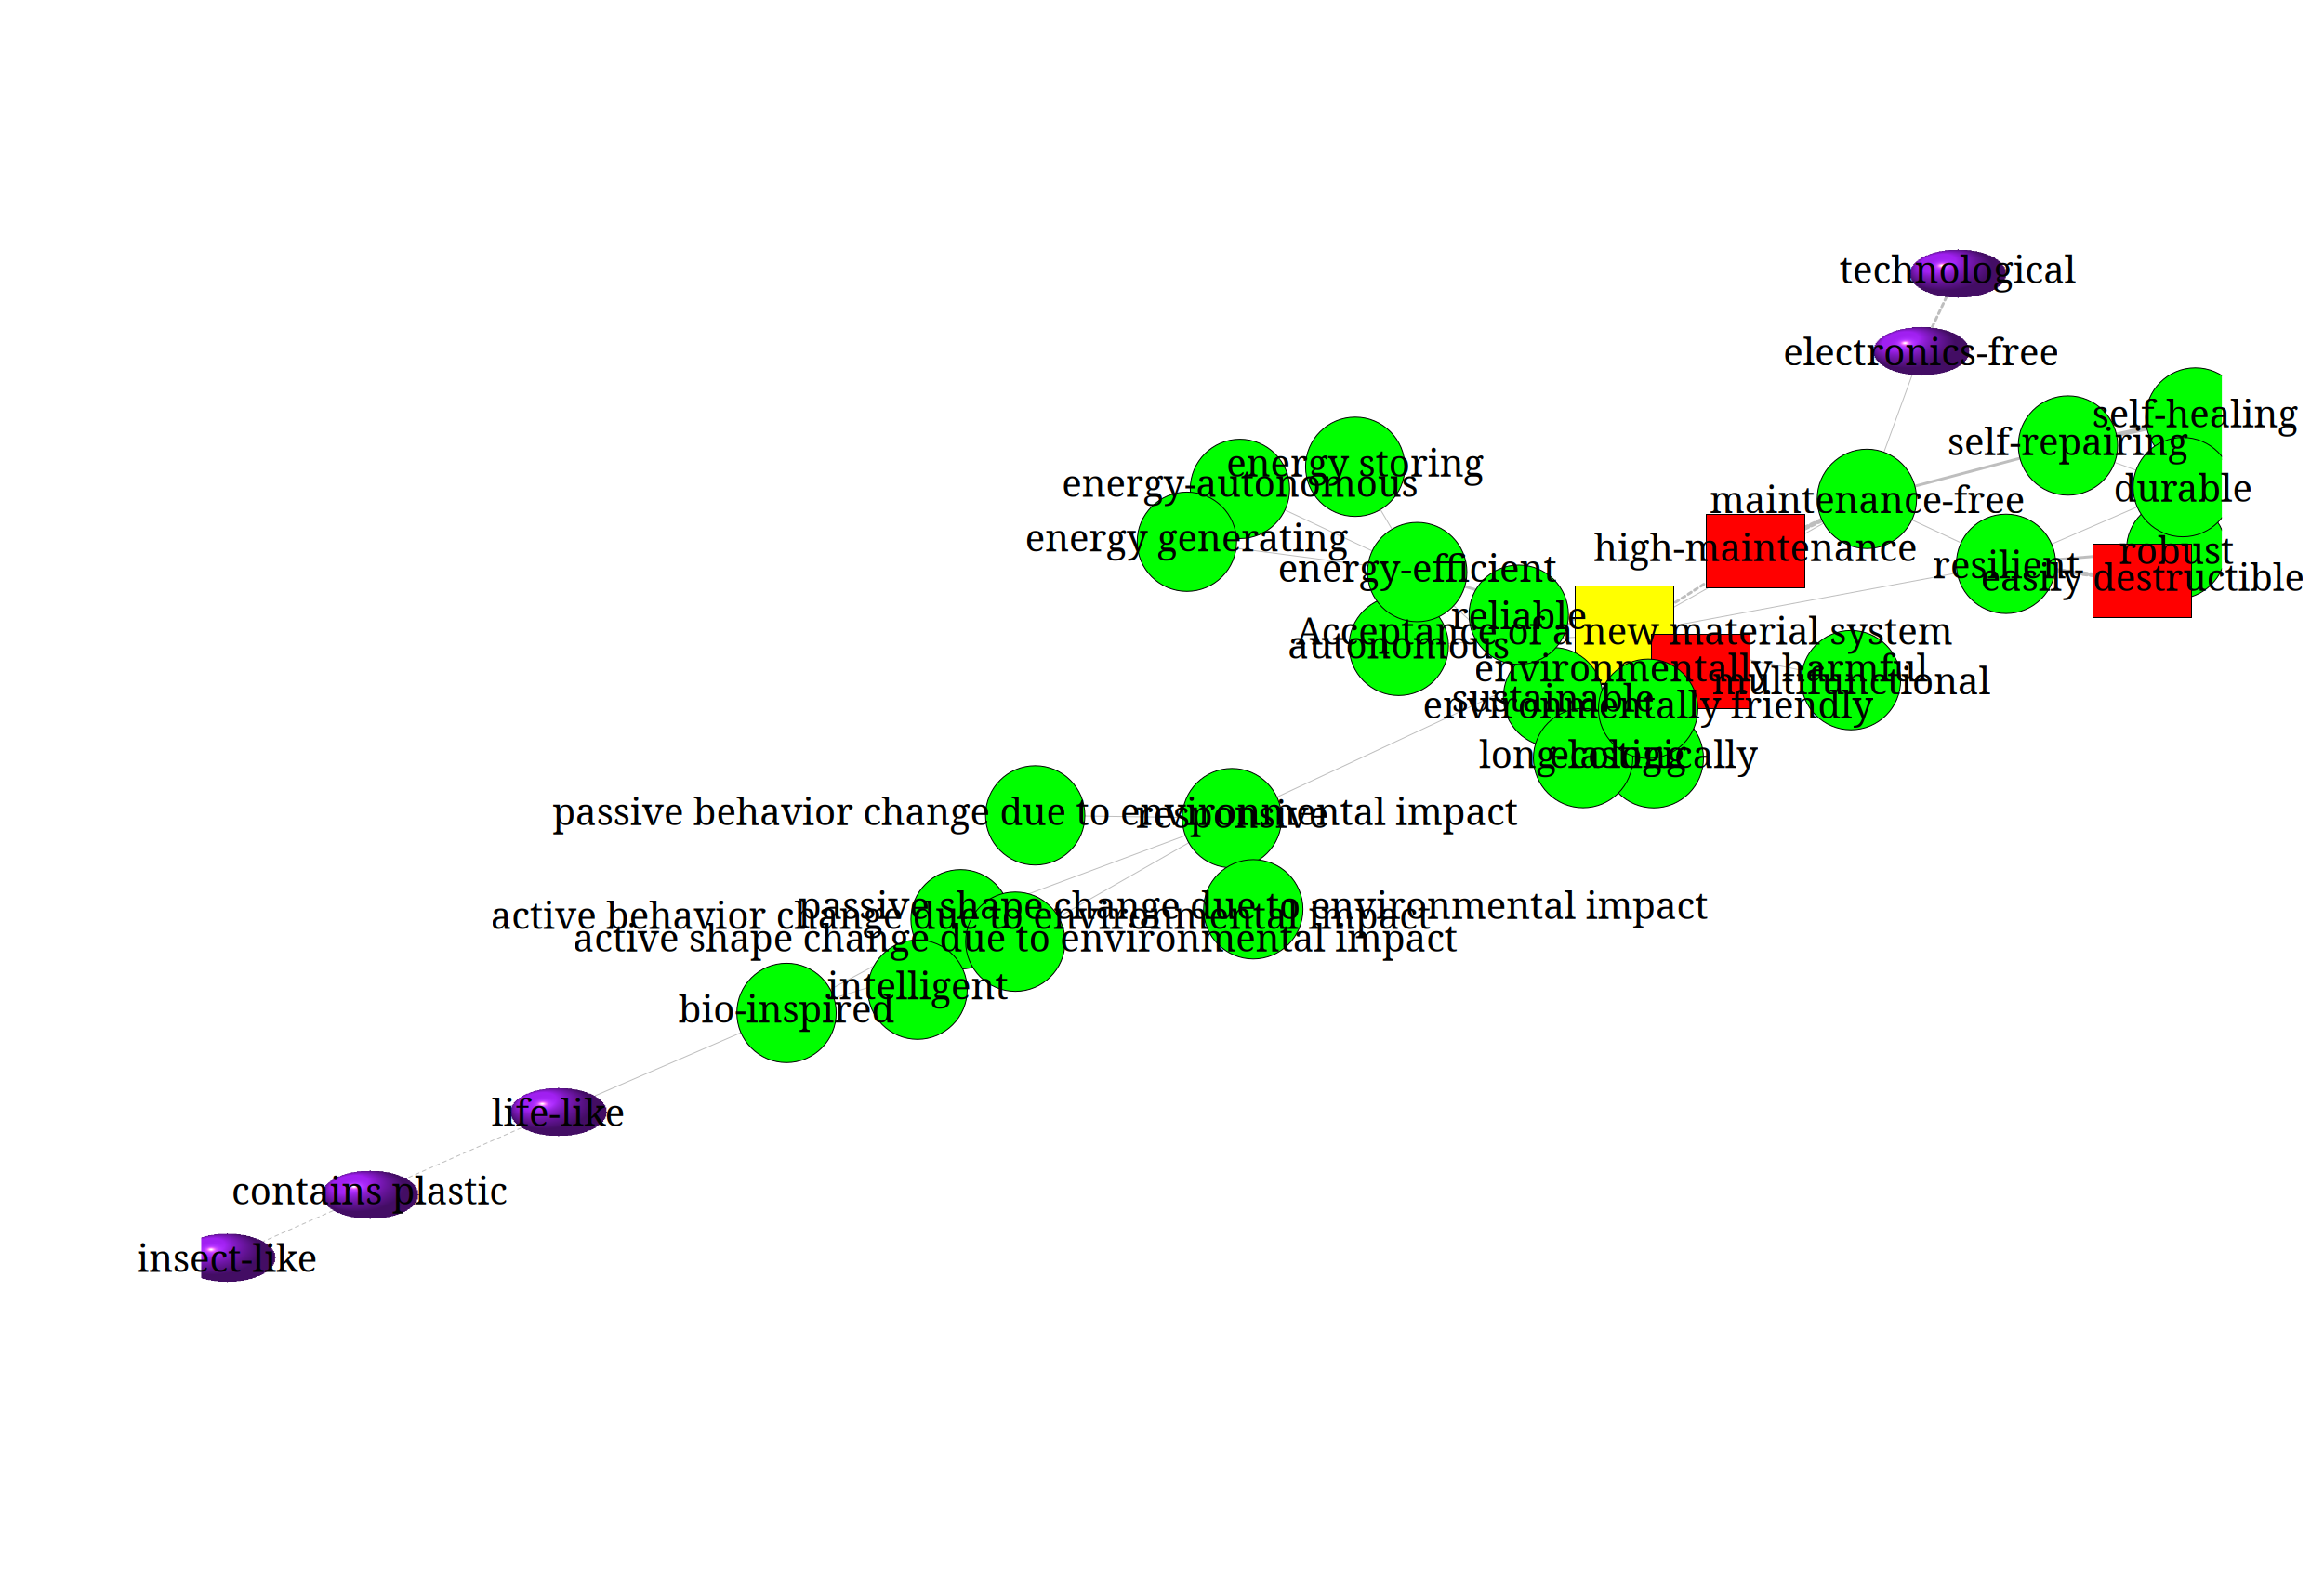 technological
electronics-free
self-healing
self-repairing
energy storing
energy-autonomous
durable
maintenance-free
energy generating
high-maintenance
robust
resilient
energy-efficient
easily destructible
reliable
Acceptance of a new material system
autonomous
environmentally harmful
multifunctional
sustainable
environmentally friendly
long-lasting
ecologically
passive behavior change due to environmental impact
responsive
passive shape change due to environmental impact
active behavior change due to environmental impact
active shape change due to environmental impact
intelligent
bio-inspired
life-like
contains plastic
insect-like